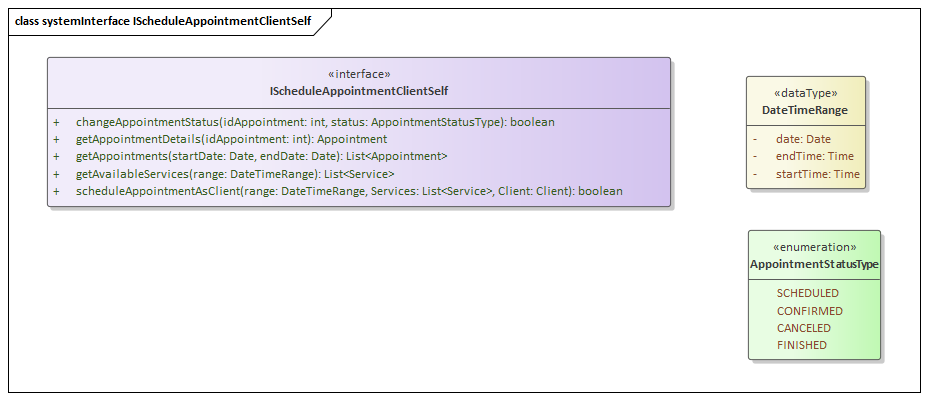 class systemInterface IScheduleAppointmentClientSelf
«interface»
IScheduleAppointmentClientSelf
+ changeAppointmentStatus(idAppointment: int, status: AppointmentStatusType): boolean
+ getAppointmentDetails(idAppointment: int): Appointment
+ getAppointments(startDate: Date, endDate: Date): List<Appointment>
+ getAvailableServices(range: DateTimeRange): List<Service>
+ scheduleAppointmentAsClient(range: DateTimeRange, Services: List<Service>, Client: Client): boolean
«dataType»
DateTimeRange
- date: Date
- endTime: Time
- startTime: Time
«enumeration»
AppointmentStatusType
SCHEDULED
CONFIRMED
CANCELED
FINISHED